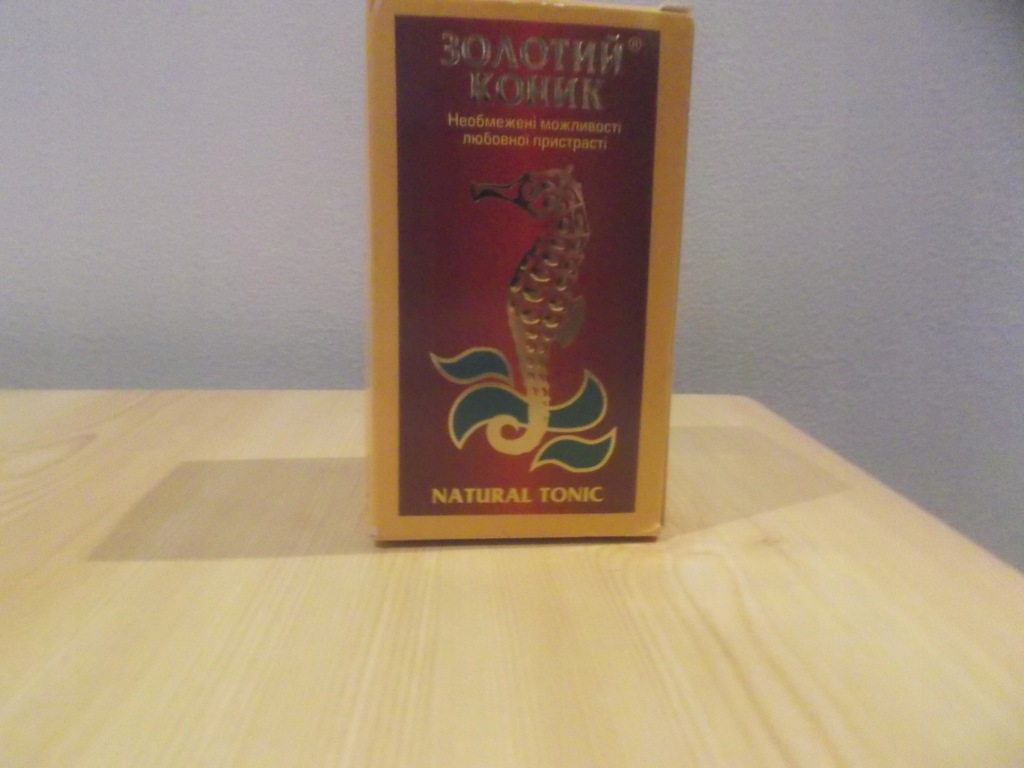 ЗОЛОТИЙ®
КОНИК
Необмежені можливості
любовної пристрасті
NATURAL TONIC